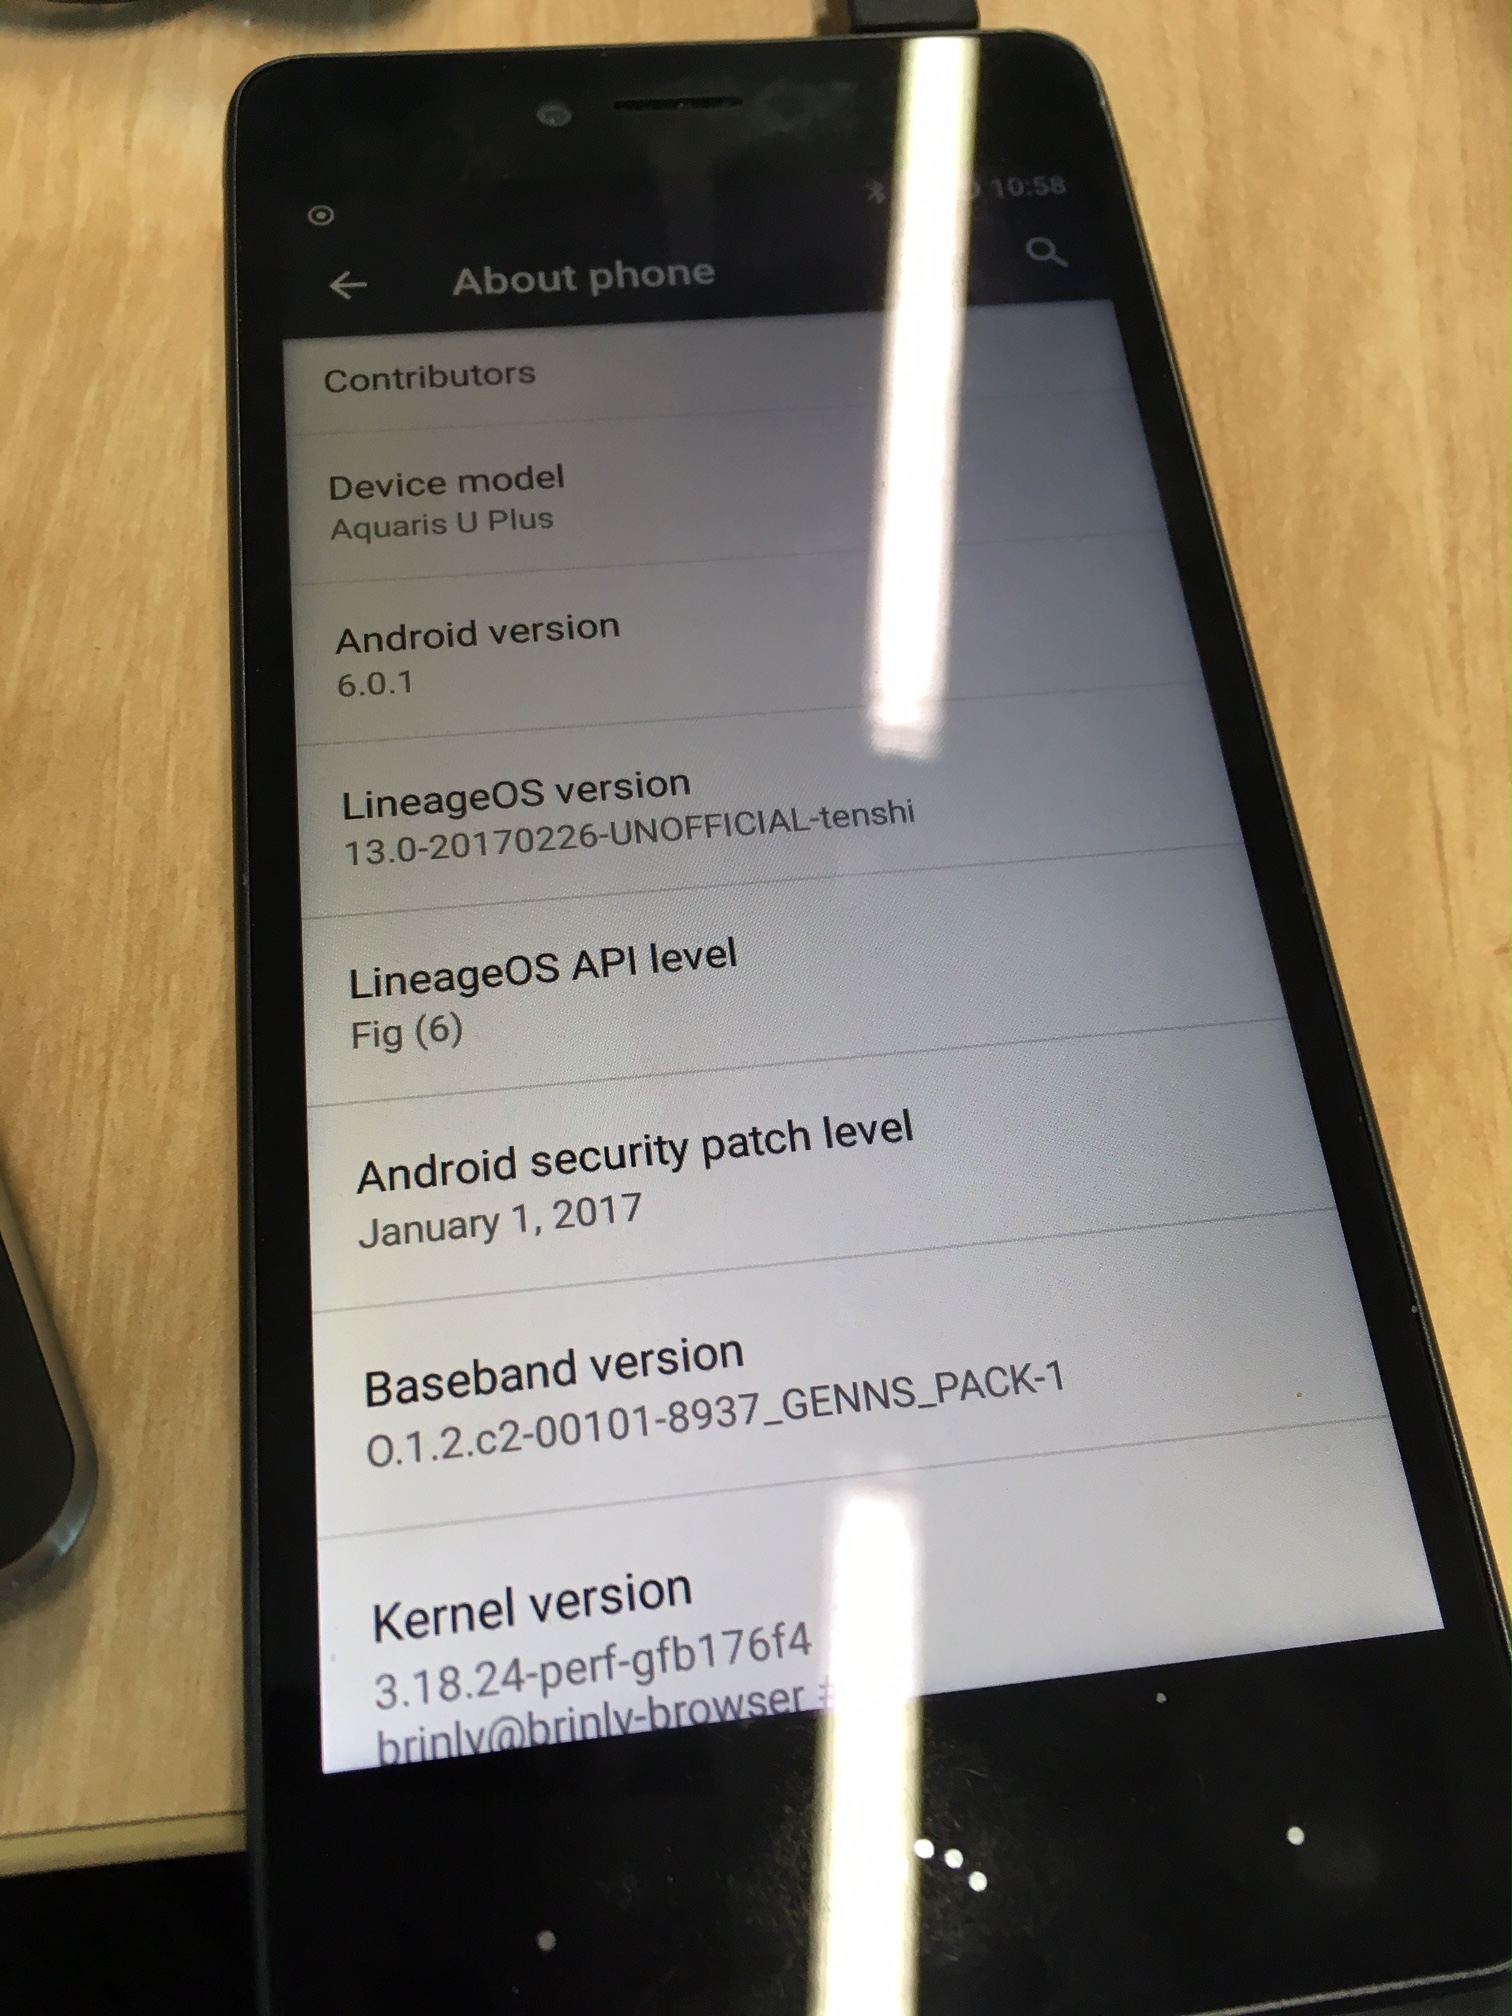 10:58
About phone
Contributors
Device model
Aquaris U Plus
Android version
6.0.1
LineageOS version
13.0-20170226-UNOFFICIAL-tenshi
LineageOS API level
Fig (6)
Android security patch level
January 1, 2017
Baseband version
O.1.2.c2-00101-8937_GENNS_PACK-1
Kernel version
3.18.24-perf-gfb176f4
brinly@brinly-browser #